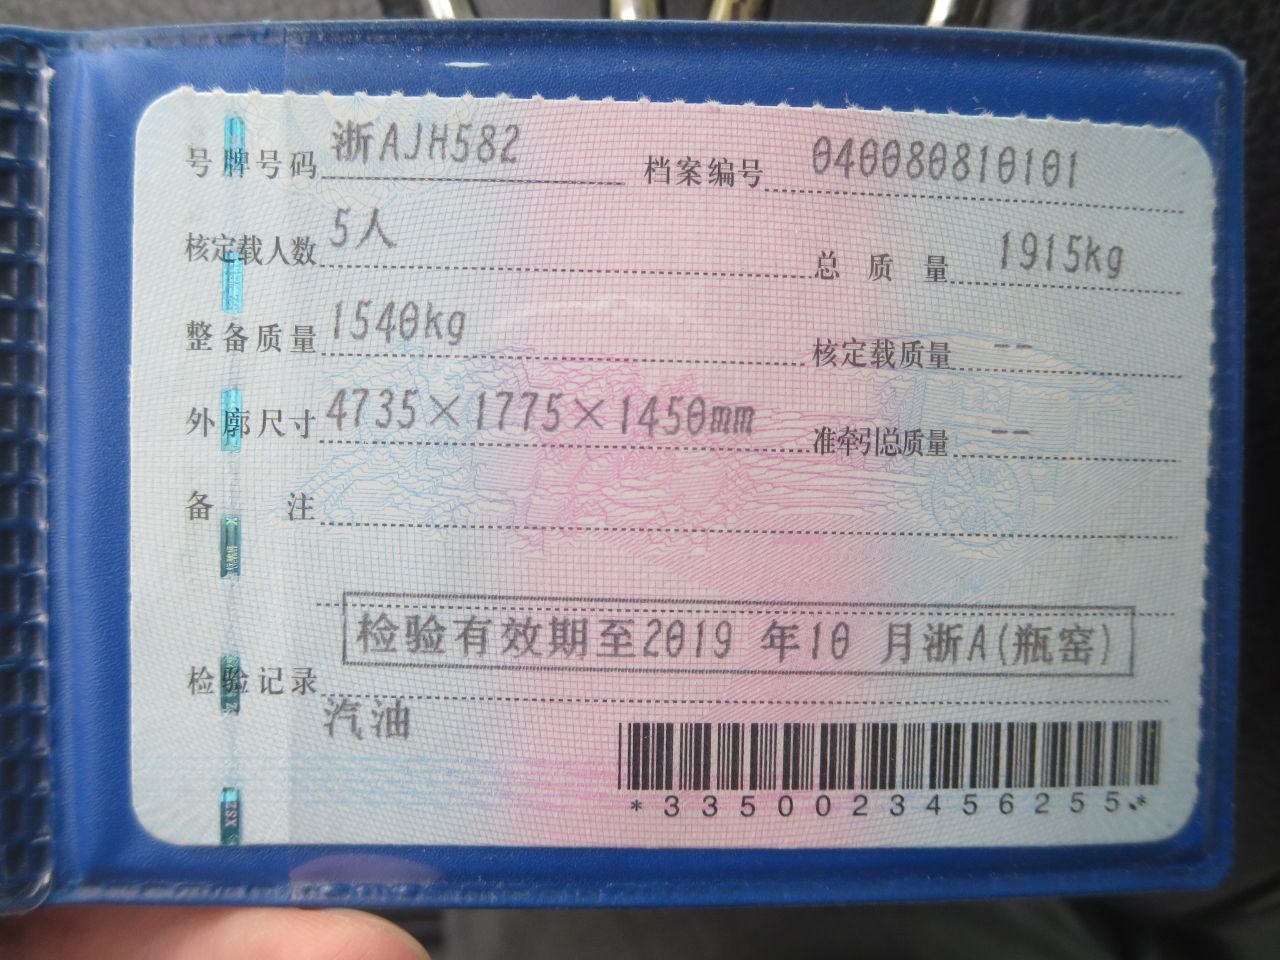 号牌号码 浙AJH582 档案编号 040080810101
核定载人数 5人 总质量 1915kg
整备质量 1540kg 核定载质量 --
外廓尺寸 4735×1775×1450mm 准牵引总质量 --
备注
检验有效期至2019 年10 月浙A(瓶窑)
检验记录
汽油
*3350023456255*